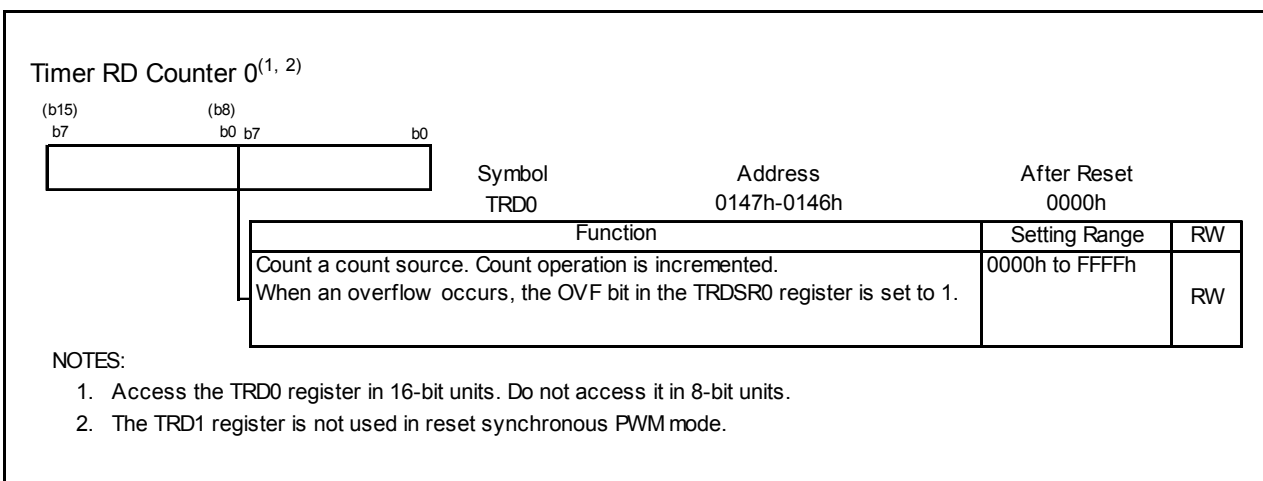 Timer RD Counter 0(1, 2)
(b15) (b8)
b7 b0 b7 b0
Symbol Address After Reset
TRD0 0147h-0146h 0000h
Function Setting Range RW
Count a count source. Count operation is incremented. 0000h to FFFFh
When an overflow occurs, the OVF bit in the TRDSR0 register is set to 1. RW
NOTES:
1. Access the TRD0 register in 16-bit units. Do not access it in 8-bit units.
2. The TRD1 register is not used in reset synchronous PWM mode.